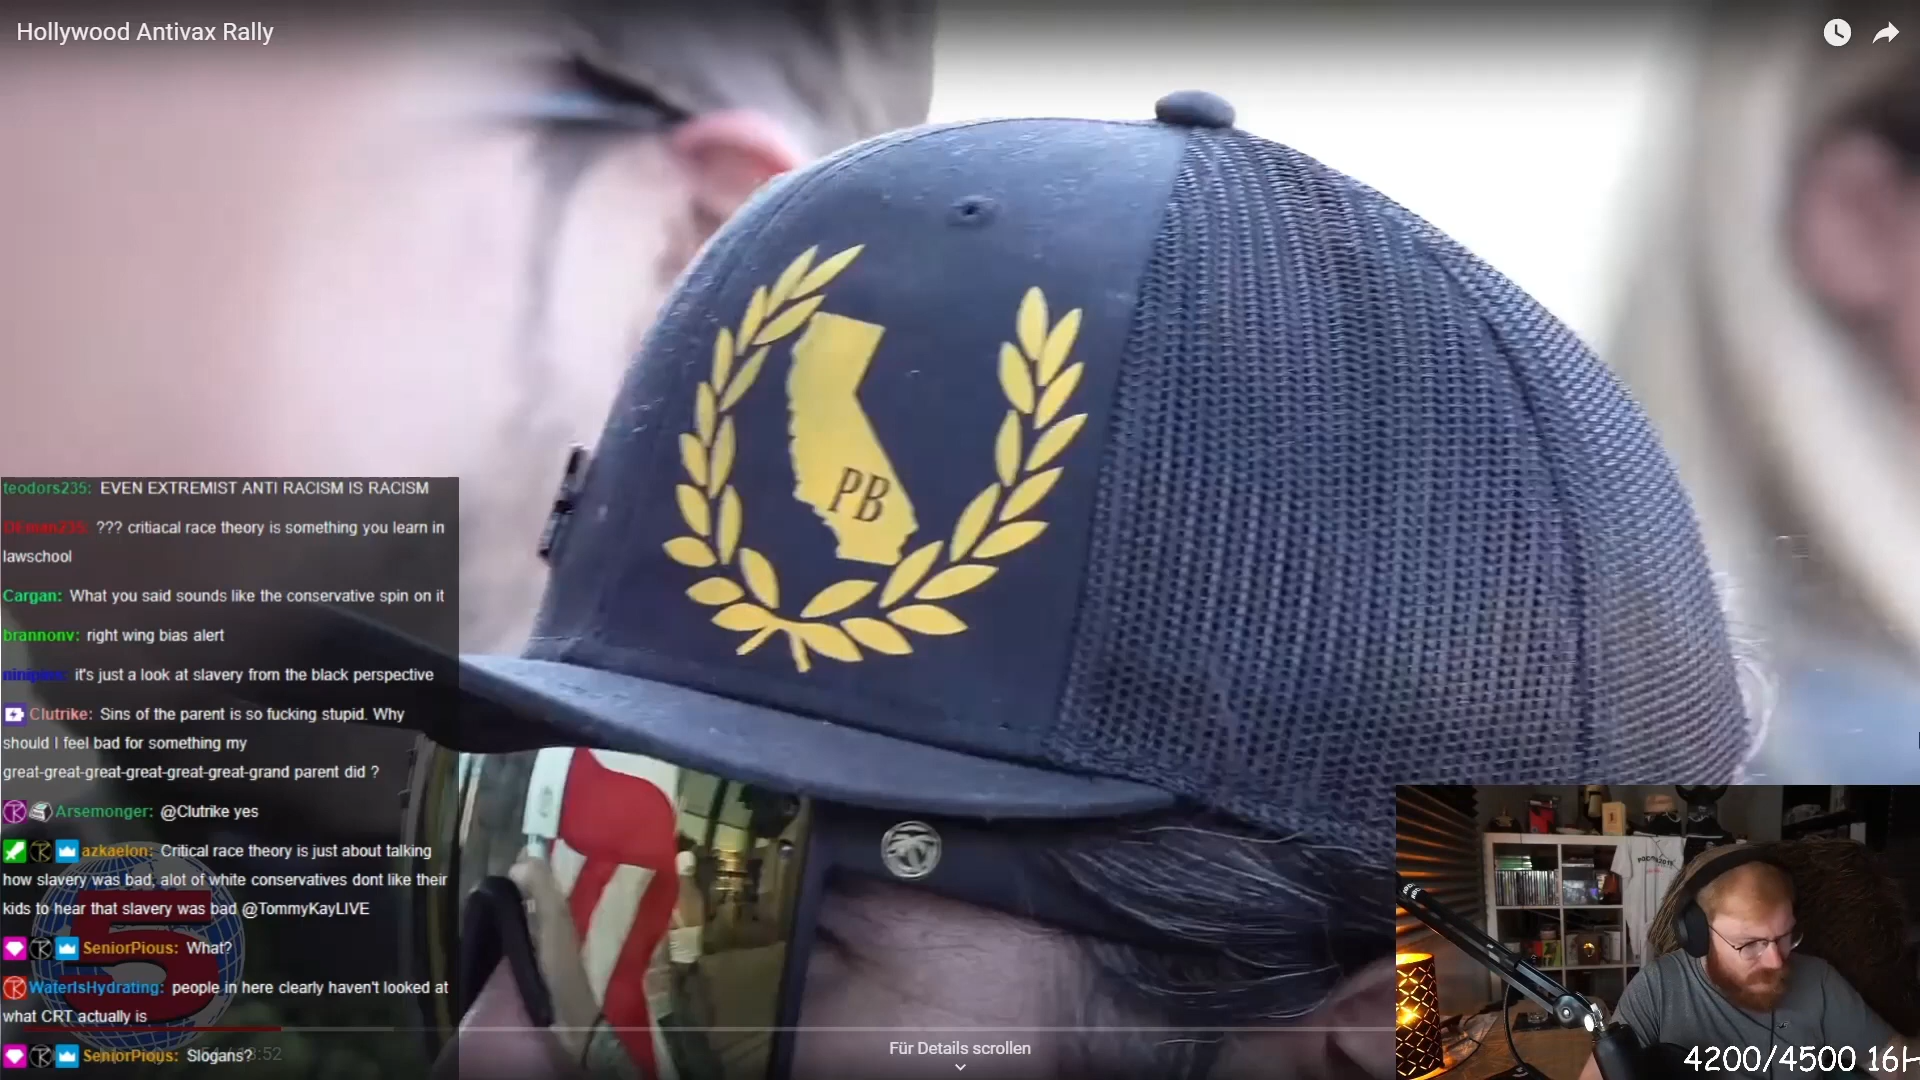 Hollywood Antivax Rally
PB
teodors235: EVEN EXTREMIST ANTI RACISM IS RACISM
DEman235: ??? critiacal race theory is something you learn in
lawschool
Cargan: What you said sounds like the conservative spin on it
brannonv: right wing bias alert
it's just a look at slavery from the black perspective
Clutrike: Sins of the parent is so fucking stupid. Why
should I feel bad for something my
great-great-great-great-great-great-grand parent did ?
Arsemonger: @Clutrike yes
azkaelon: Critical race theory is just about talking
how slavery was bad, alot of white conservatives dont like their
kids to hear that slavery was bad @TommyKayLIVE
SeniorPious: What?
WaterIsHydrating: people in here clearly haven't looked at
what CRT actually is
SeniorPious: Slogans?
Für Details scrollen
4200/4500 16H